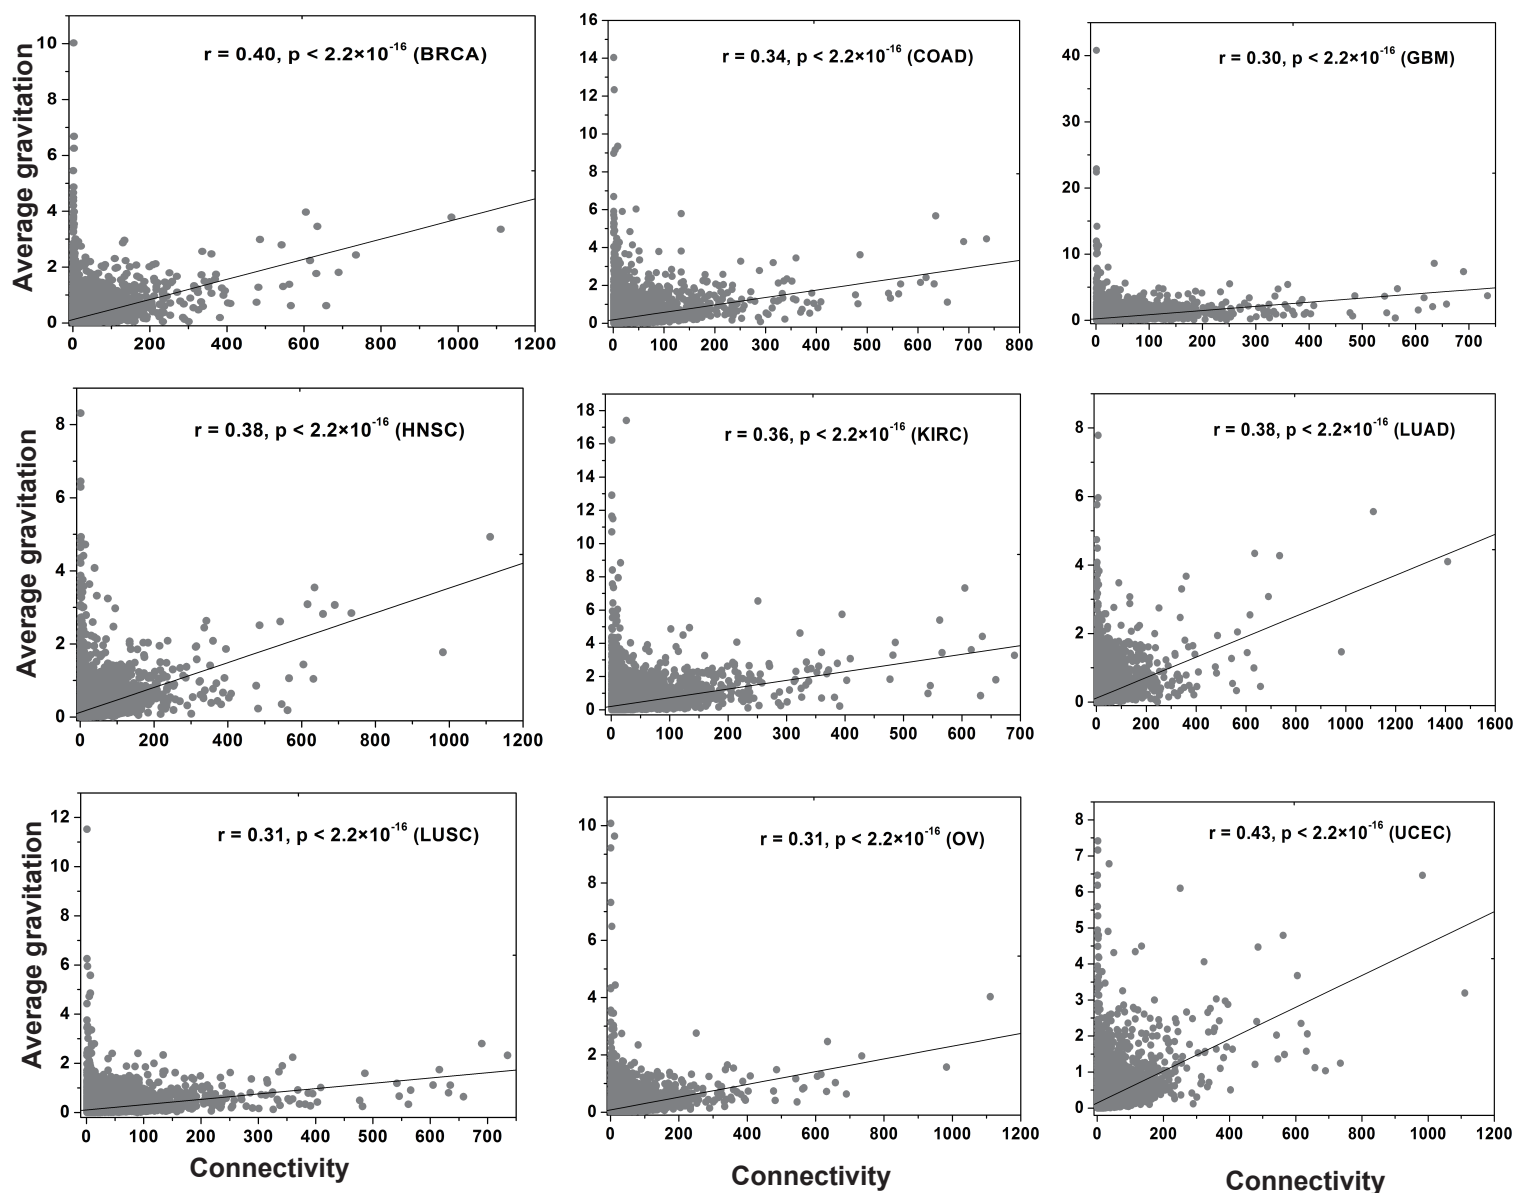 r = 0.40, p < 2.2×10⁻¹⁶ (BRCA)
Average gravitation
10
8
6
4
2
0
0 200 400 600 800 1000 1200
r = 0.34, p < 2.2×10⁻¹⁶ (COAD)
16
14
12
10
8
6
4
2
0
0 100 200 300 400 500 600 700 800
r = 0.30, p < 2.2×10⁻¹⁶ (GBM)
40
30
20
10
0
0 100 200 300 400 500 600 700
r = 0.38, p < 2.2×10⁻¹⁶ (HNSC)
Average gravitation
8
6
4
2
0
0 200 400 600 800 1000 1200
r = 0.36, p < 2.2×10⁻¹⁶ (KIRC)
18
16
14
12
10
8
6
4
2
0
0 100 200 300 400 500 600 700
r = 0.38, p < 2.2×10⁻¹⁶ (LUAD)
8
6
4
2
0
0 200 400 600 800 1000 1200 1400 1600
r = 0.31, p < 2.2×10⁻¹⁶ (LUSC)
Average gravitation
12
10
8
6
4
2
0
0 100 200 300 400 500 600 700
Connectivity
r = 0.31, p < 2.2×10⁻¹⁶ (OV)
10
8
6
4
2
0
0 200 400 600 800 1000 1200
Connectivity
r = 0.43, p < 2.2×10⁻¹⁶ (UCEC)
8
7
6
5
4
3
2
1
0
0 200 400 600 800 1000 1200
Connectivity